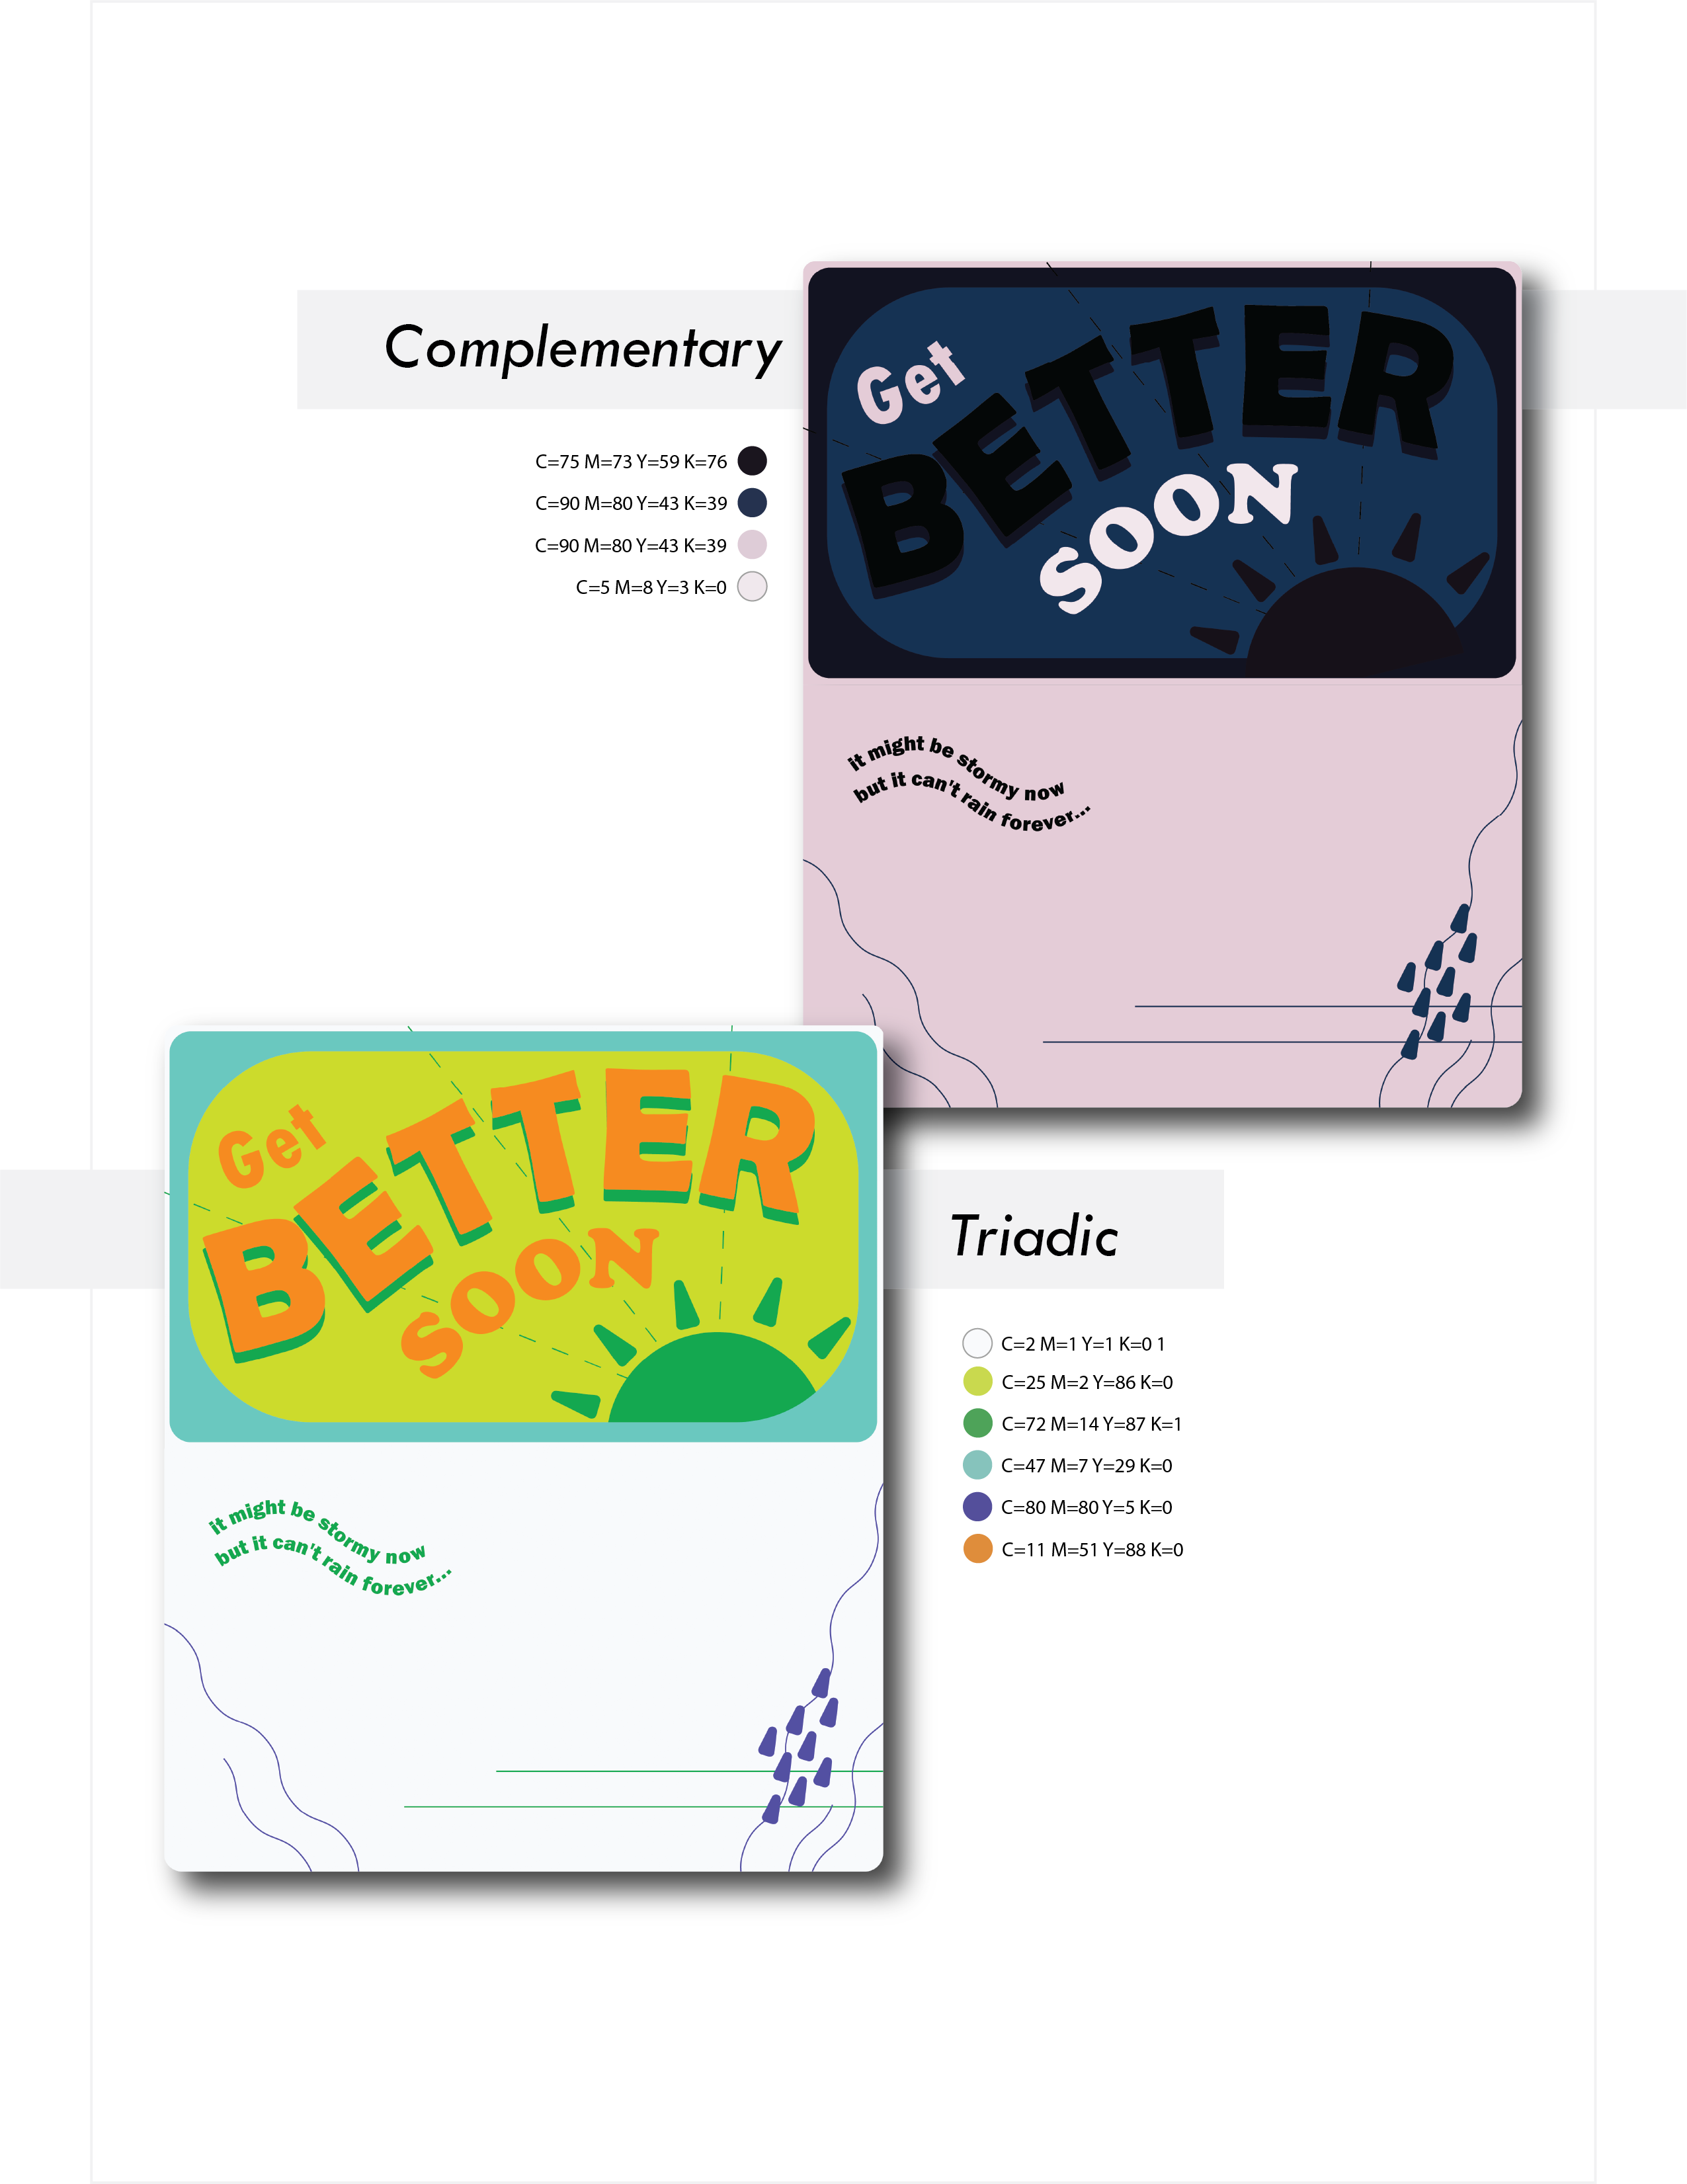 Complementary
C=75 M=73 Y=59 K=76
C=90 M=80 Y=43 K=39
C=90 M=80 Y=43 K=39
C=5 M=8 Y=3 K=0
Get
BETTER
SOON
it might be stormy now
but it can't rain forever...
Get
BETTER
SOON
it might be stormy now
but it can't rain forever...
Triadic
C=2 M=1 Y=1 K=0 1
C=25 M=2 Y=86 K=0
C=72 M=14 Y=87 K=1
C=47 M=7 Y=29 K=0
C=80 M=80 Y=5 K=0
C=11 M=51 Y=88 K=0